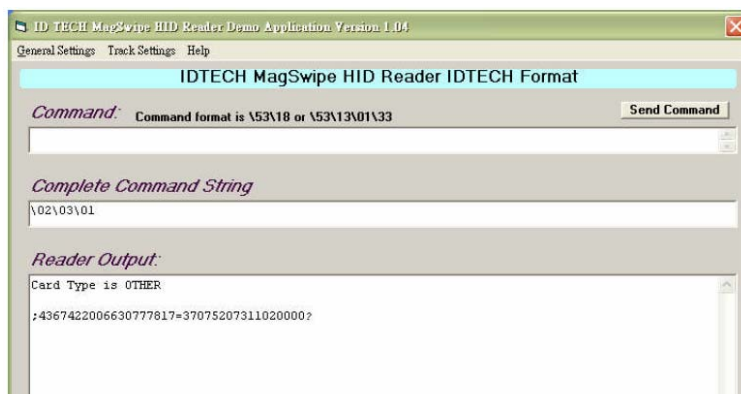 ID TECH MagSwipe HID Reader Demo Application Version 1.04
General Settings Track Settings Help
IDTECH MagSwipe HID Reader IDTECH Format
Command: Command format is \53\18 or \53\13\01\33 Send Command
Complete Command String
\02\03\01
Reader Output:
Card Type is OTHER
;4367422006630777817=37075207311020000?